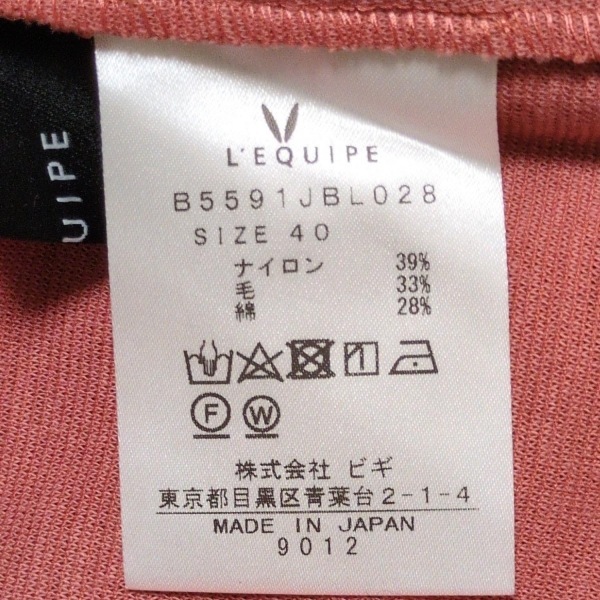 UIPE
L'EQUIPE
B5591JBL028
SIZE 40
ナイロン 39%
毛 33%
綿 28%
F W
株式会社 ビギ
東京都目黒区青葉台2-1-4
MADE IN JAPAN
9012